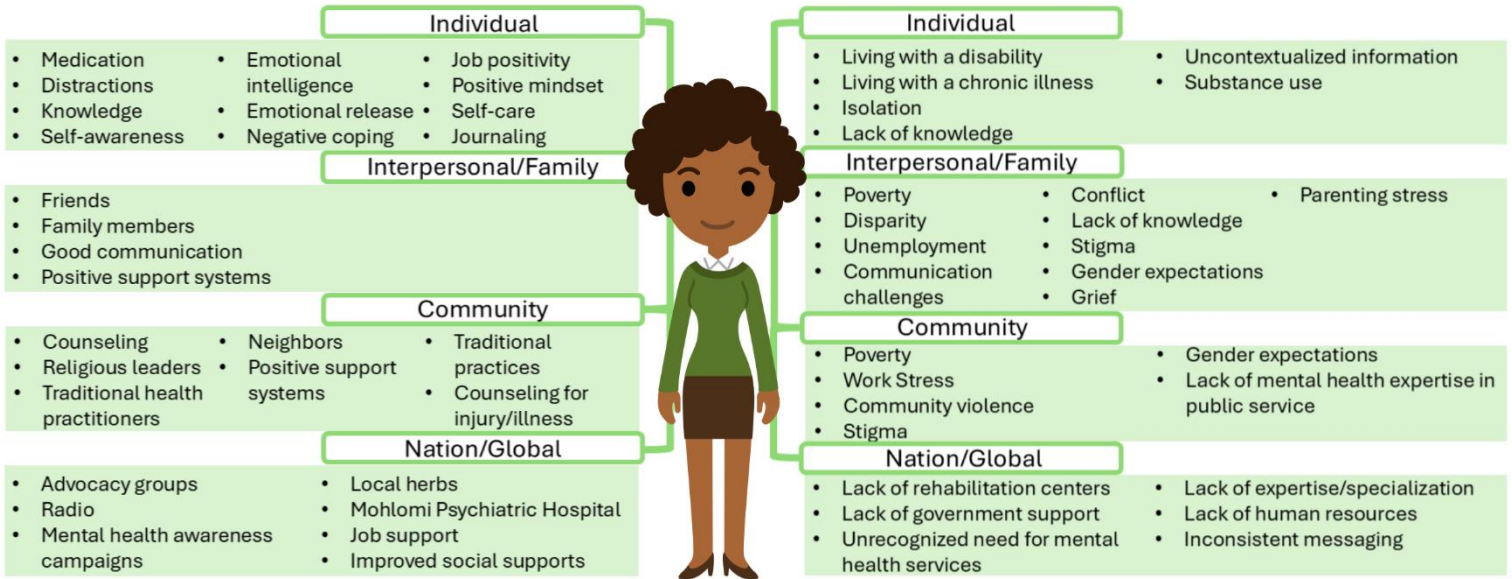 Individual
• Medication
• Distractions
• Knowledge
• Self-awareness
• Emotional
intelligence
• Emotional release
• Negative coping
• Job positivity
• Positive mindset
• Self-care
• Journaling
Interpersonal/Family
• Friends
• Family members
• Good communication
• Positive support systems
Community
• Counseling
• Religious leaders
• Traditional health
practitioners
• Neighbors
• Positive support
systems
• Traditional
practices
• Counseling for
injury/illness
Nation/Global
• Advocacy groups
• Radio
• Mental health awareness
campaigns
• Local herbs
• Mohlomi Psychiatric Hospital
• Job support
• Improved social supports
Individual
• Living with a disability
• Living with a chronic illness
• Isolation
• Lack of knowledge
• Uncontextualized information
• Substance use
Interpersonal/Family
• Poverty
• Disparity
• Unemployment
• Communication
challenges
• Conflict
• Lack of knowledge
• Stigma
• Gender expectations
• Grief
• Parenting stress
Community
• Poverty
• Work Stress
• Community violence
• Stigma
• Gender expectations
• Lack of mental health expertise in
public service
Nation/Global
• Lack of rehabilitation centers
• Lack of government support
• Unrecognized need for mental
health services
• Lack of expertise/specialization
• Lack of human resources
• Inconsistent messaging